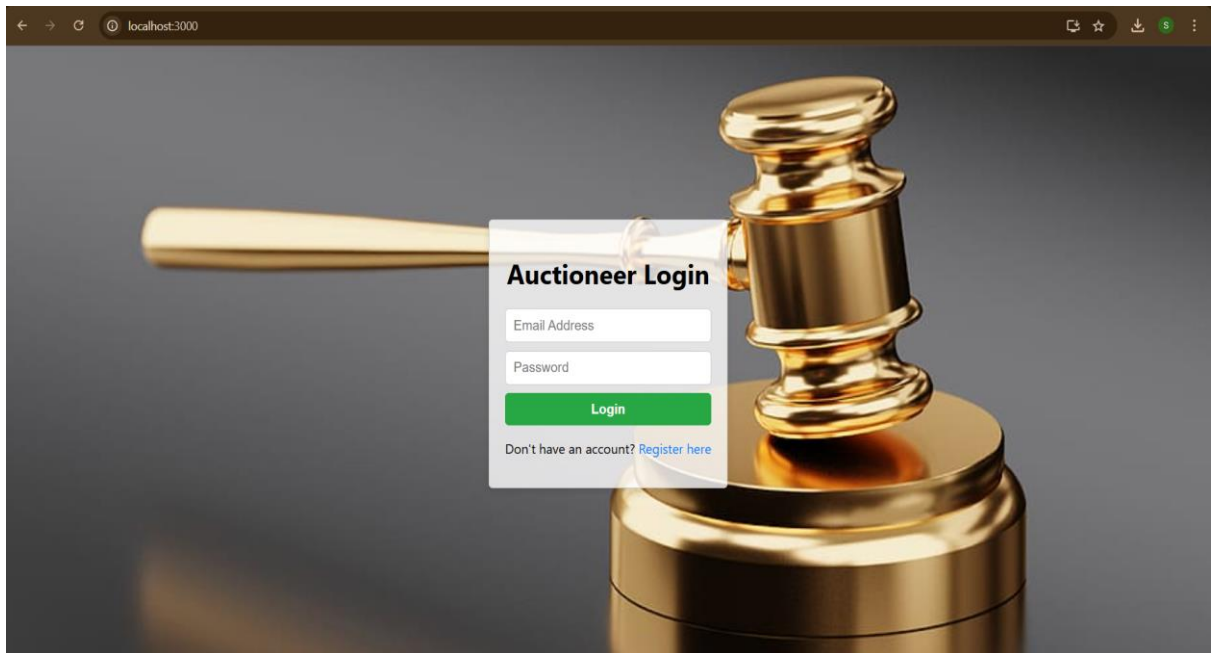 localhost:3000
S
Auctioneer Login
Email Address
Password
Login
Don't have an account? Register here